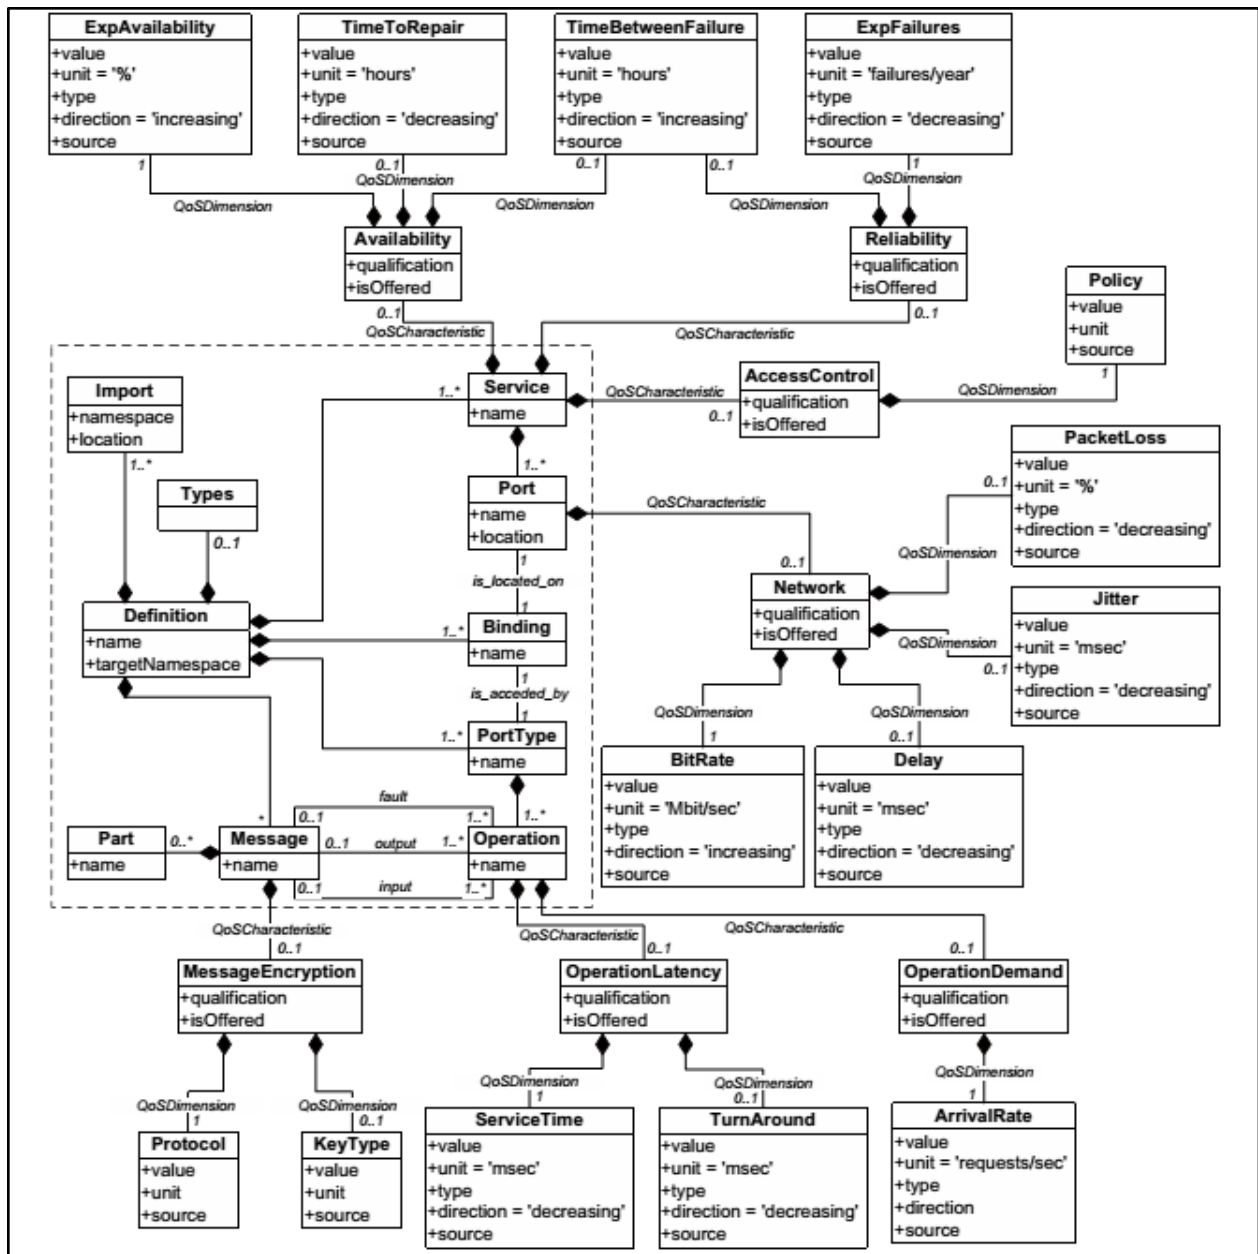 ExpAvailability
+value
+unit = '%'
+type
+direction = 'increasing'
+source
TimeToRepair
+value
+unit = 'hours'
+type
+direction = 'decreasing'
+source
TimeBetweenFailure
+value
+unit = 'hours'
+type
+direction = 'increasing'
+source
ExpFailures
+value
+unit = 'failures/year'
+type
+direction = 'decreasing'
+source
1
0..1
0..1
0..1
1
QoSDimension
QoSDimension
QoSDimension
QoSDimension
QoSDimension
Availability
+qualification
+isOffered
0..1
QoSCharacteristic
Reliability
+qualification
+isOffered
0..1
QoSCharacteristic
Policy
+value
+unit
+source
1
QoSDimension
AccessControl
+qualification
+isOffered
QoSCharacteristic
0..1
Import
+namespace
+location
1..*
Types
0..1
1..*
Service
+name
1..*
Port
+name
+location
1
is_located_on
1
QoSCharacteristic
0..1
PacketLoss
+value
+unit = '%'
+type
+direction = 'decreasing'
+source
0..1
QoSDimension
Definition
+name
+targetNamespace
1..*
Binding
+name
1
is_acceded_by
1
Network
+qualification
+isOffered
QoSDimension
0..1
Jitter
+value
+unit = 'msec'
+type
+direction = 'decreasing'
+source
1..*
PortType
+name
1..*
QoSDimension
1
QoSDimension
0..1
BitRate
+value
+unit = 'Mbit/sec'
+type
+direction = 'increasing'
+source
Delay
+value
+unit = 'msec'
+type
+direction = 'decreasing'
+source
Part
+name
0..*
*
Message
+name
fault
0..1
1..*
0..1
output
1..*
0..1
input
1..*
Operation
+name
QoSCharacteristic
0..1
QoSCharacteristic
0..1
QoSCharacteristic
0..1
MessageEncryption
+qualification
+isOffered
OperationLatency
+qualification
+isOffered
OperationDemand
+qualification
+isOffered
QoSDimension
1
QoSDimension
0..1
QoSDimension
1
QoSDimension
0..1
QoSDimension
1
Protocol
+value
+unit
+source
KeyType
+value
+unit
+source
ServiceTime
+value
+unit = 'msec'
+type
+direction = 'decreasing'
+source
TurnAround
+value
+unit = 'msec'
+type
+direction = 'decreasing'
+source
ArrivalRate
+value
+unit = 'requests/sec'
+type
+direction
+source